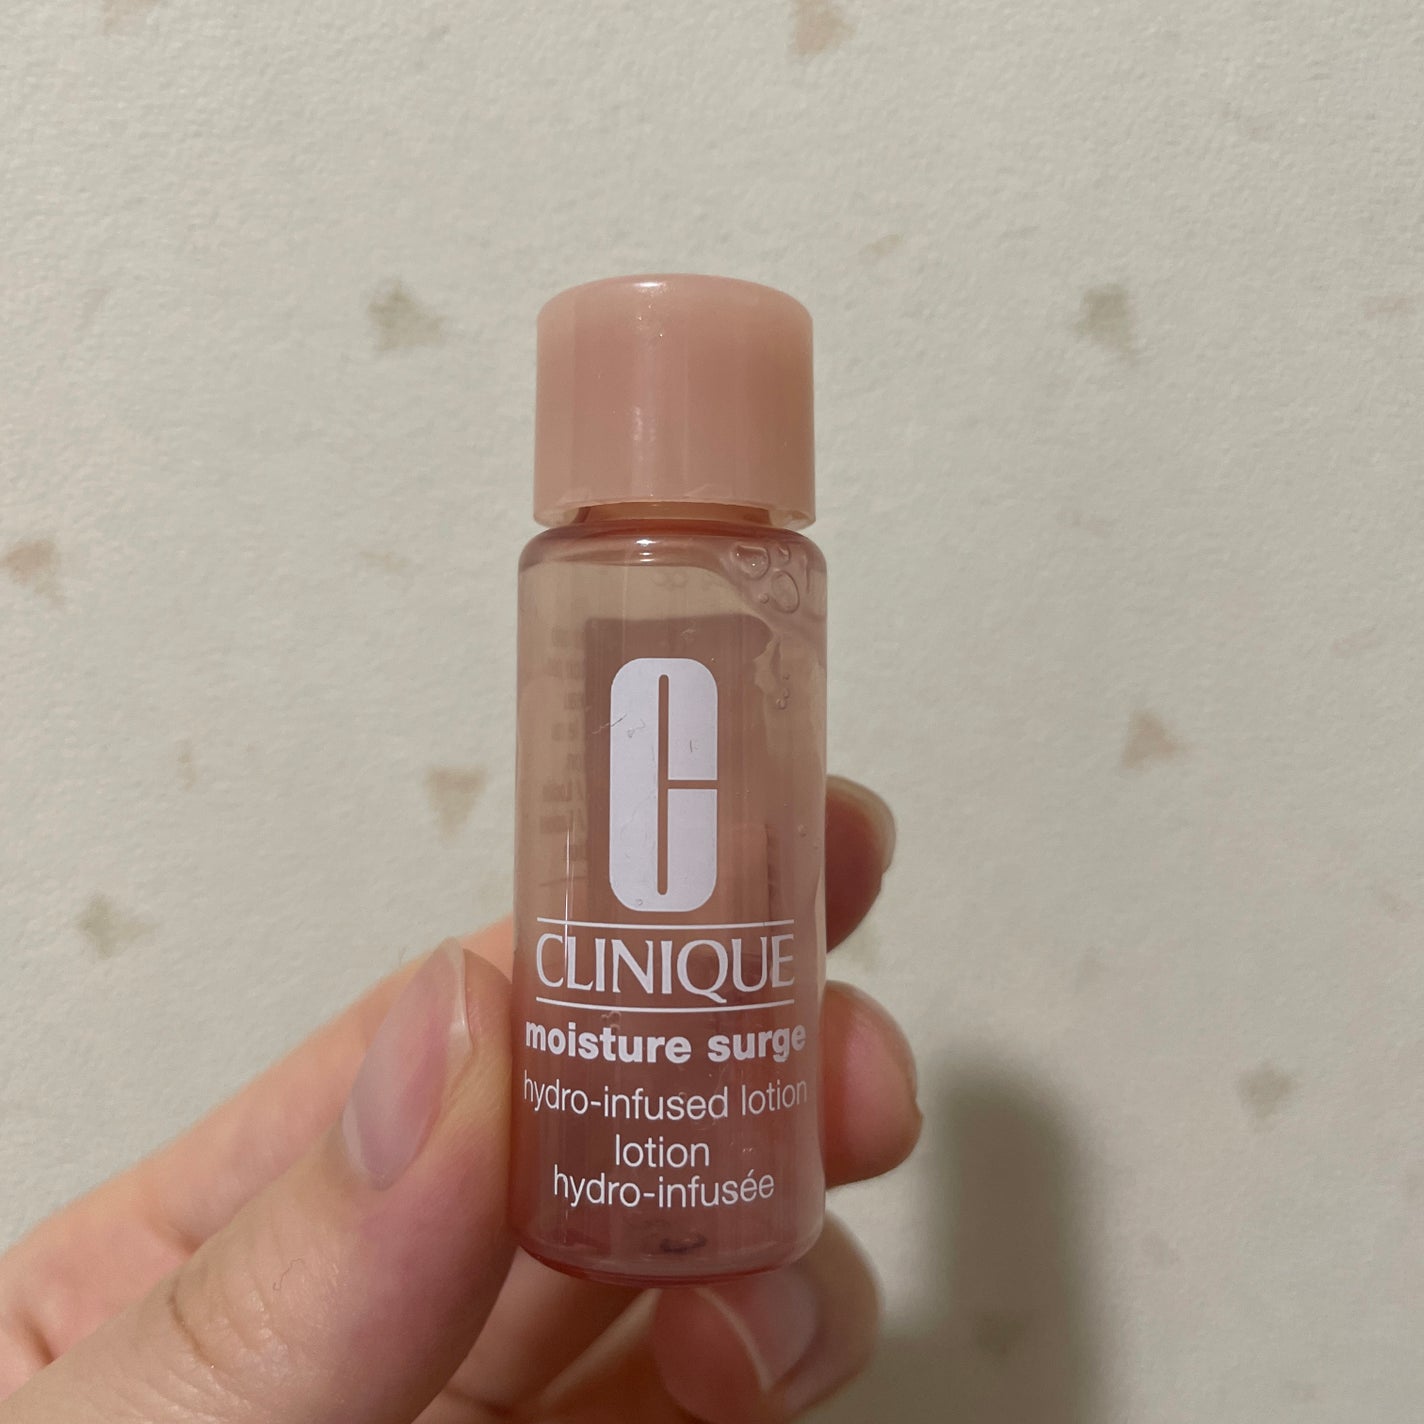 C
CLINIQUE
moisture surge
hydro-infused lotion
lotion
hydro-infusée